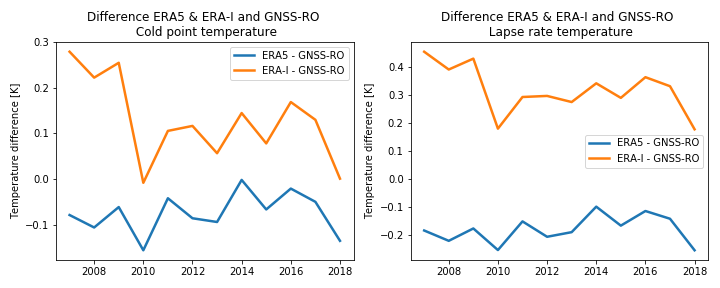 Difference ERA5 & ERA-I and GNSS-RO
Cold point temperature
Temperature difference [K]
0.3
0.2
0.1
0.0
−0.1
2008
2010
2012
2014
2016
2018
ERA5 - GNSS-RO
ERA-I - GNSS-RO
Difference ERA5 & ERA-I and GNSS-RO
Lapse rate temperature
Temperature difference [K]
0.4
0.3
0.2
0.1
0.0
−0.1
−0.2
2008
2010
2012
2014
2016
2018
ERA5 - GNSS-RO
ERA-I - GNSS-RO